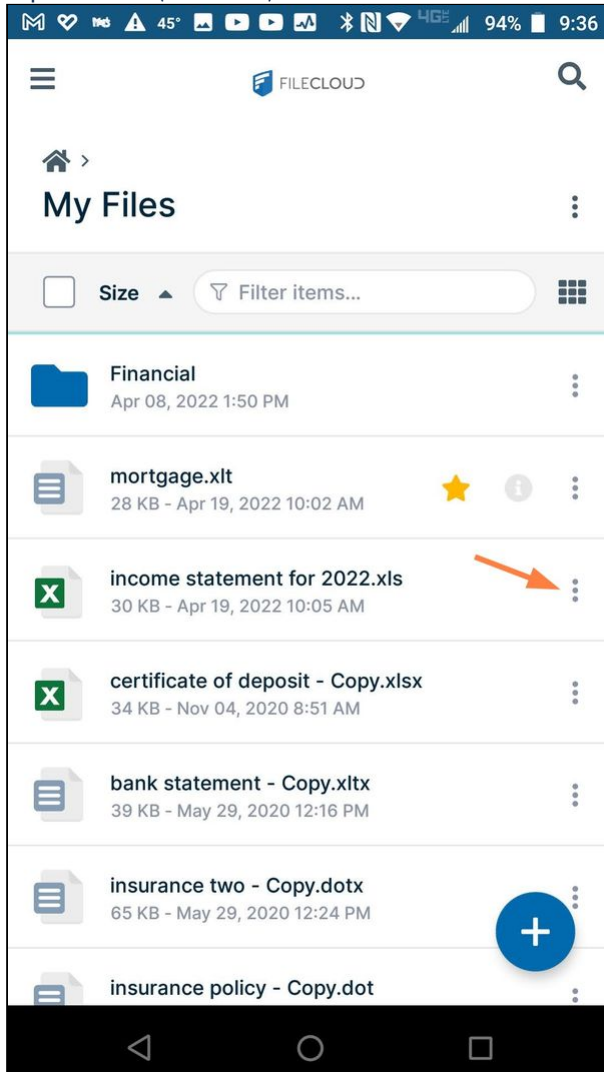 45° 4G LTE 94% 9:36
FILECLOUD
My Files
Size Filter items...
Financial
Apr 08, 2022 1:50 PM
mortgage.xlt
28 KB - Apr 19, 2022 10:02 AM
income statement for 2022.xls
30 KB - Apr 19, 2022 10:05 AM
certificate of deposit - Copy.xlsx
34 KB - Nov 04, 2020 8:51 AM
bank statement - Copy.xltx
39 KB - May 29, 2020 12:16 PM
insurance two - Copy.dotx
65 KB - May 29, 2020 12:24 PM
insurance policy - Copy.dot